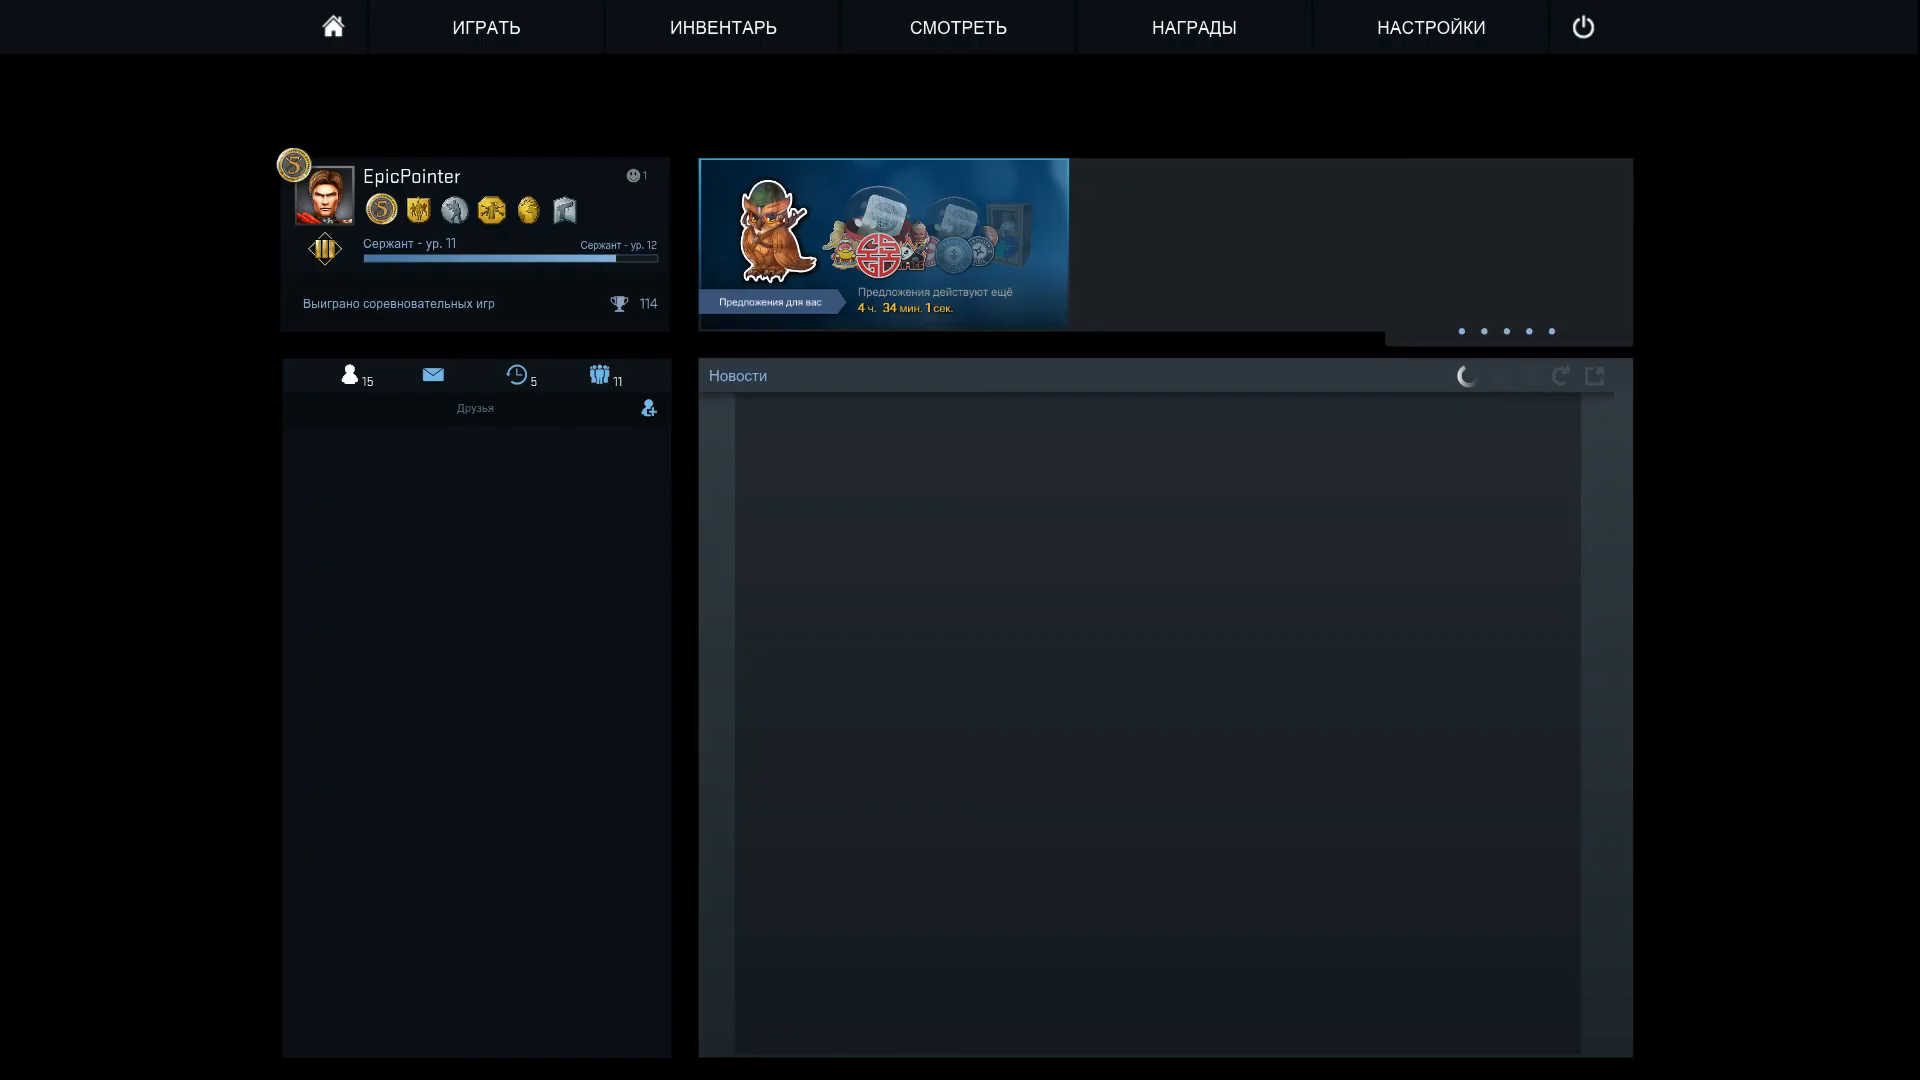 ИГРАТЬ
ИНВЕНТАРЬ
СМОТРЕТЬ
НАГРАДЫ
НАСТРОЙКИ
EpicPointer
1
Сержант - ур. 11
Сержант - ур. 12
Выиграно соревновательных игр
114
Предложения для вас
Предложения действуют ещё
4 ч. 34 мин. 1 сек.
15
5
11
Друзья
Новости